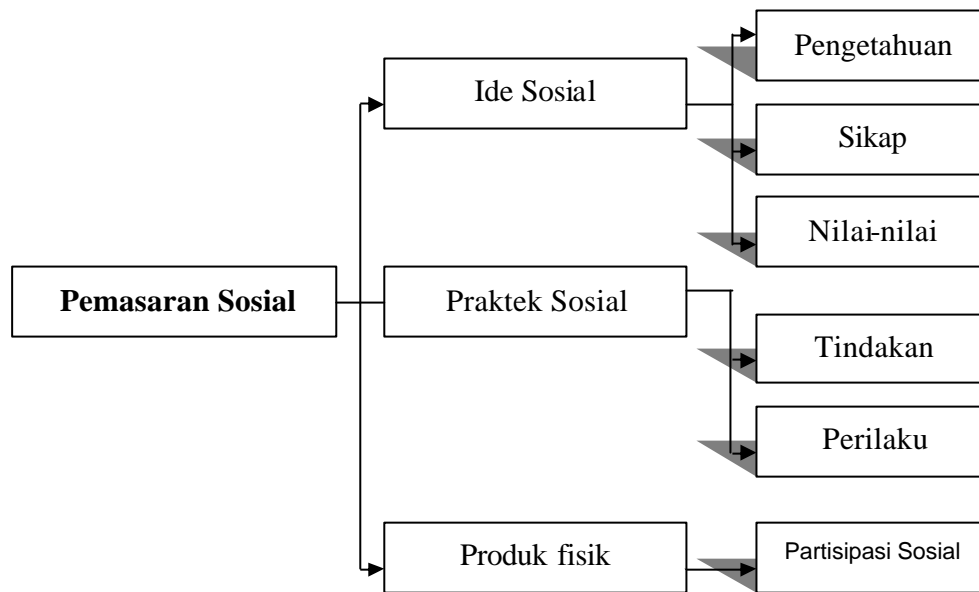 Pemasaran Sosial
Ide Sosial
Pengetahuan
Sikap
Nilai-nilai
Praktek Sosial
Tindakan
Perilaku
Produk fisik
Partisipasi Sosial